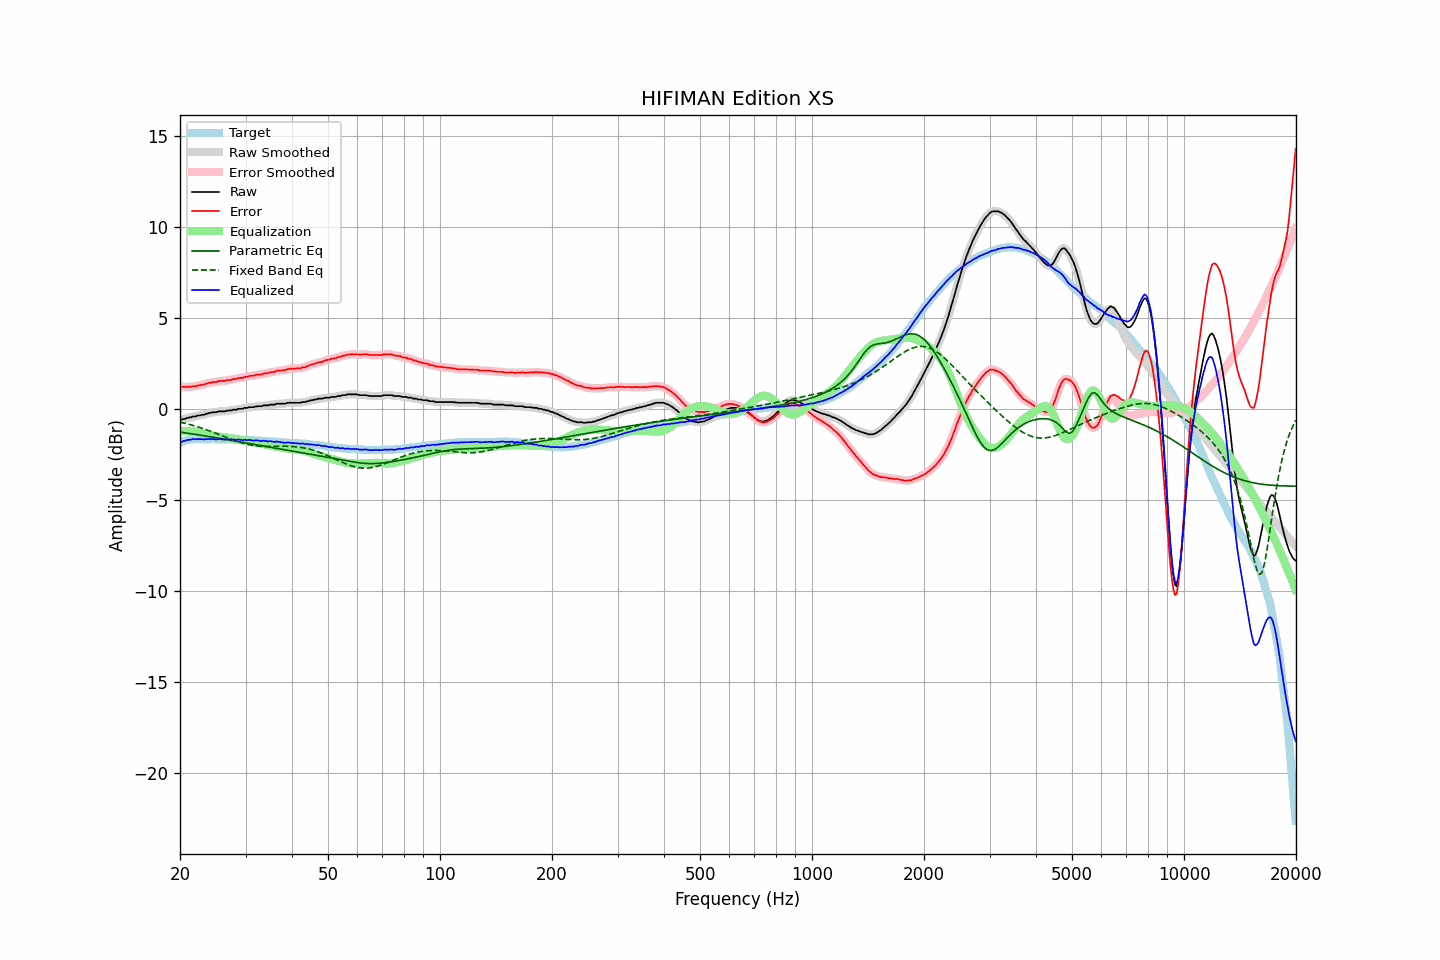 HIFIMAN Edition XS
Target
Raw Smoothed
Error Smoothed
Raw
Error
Equalization
Parametric Eq
Fixed Band Eq
Equalized
15
10
5
0
−5
−10
−15
−20
Amplitude (dBr)
20 50 100 200 500 1000 2000 5000 10000 20000
Frequency (Hz)